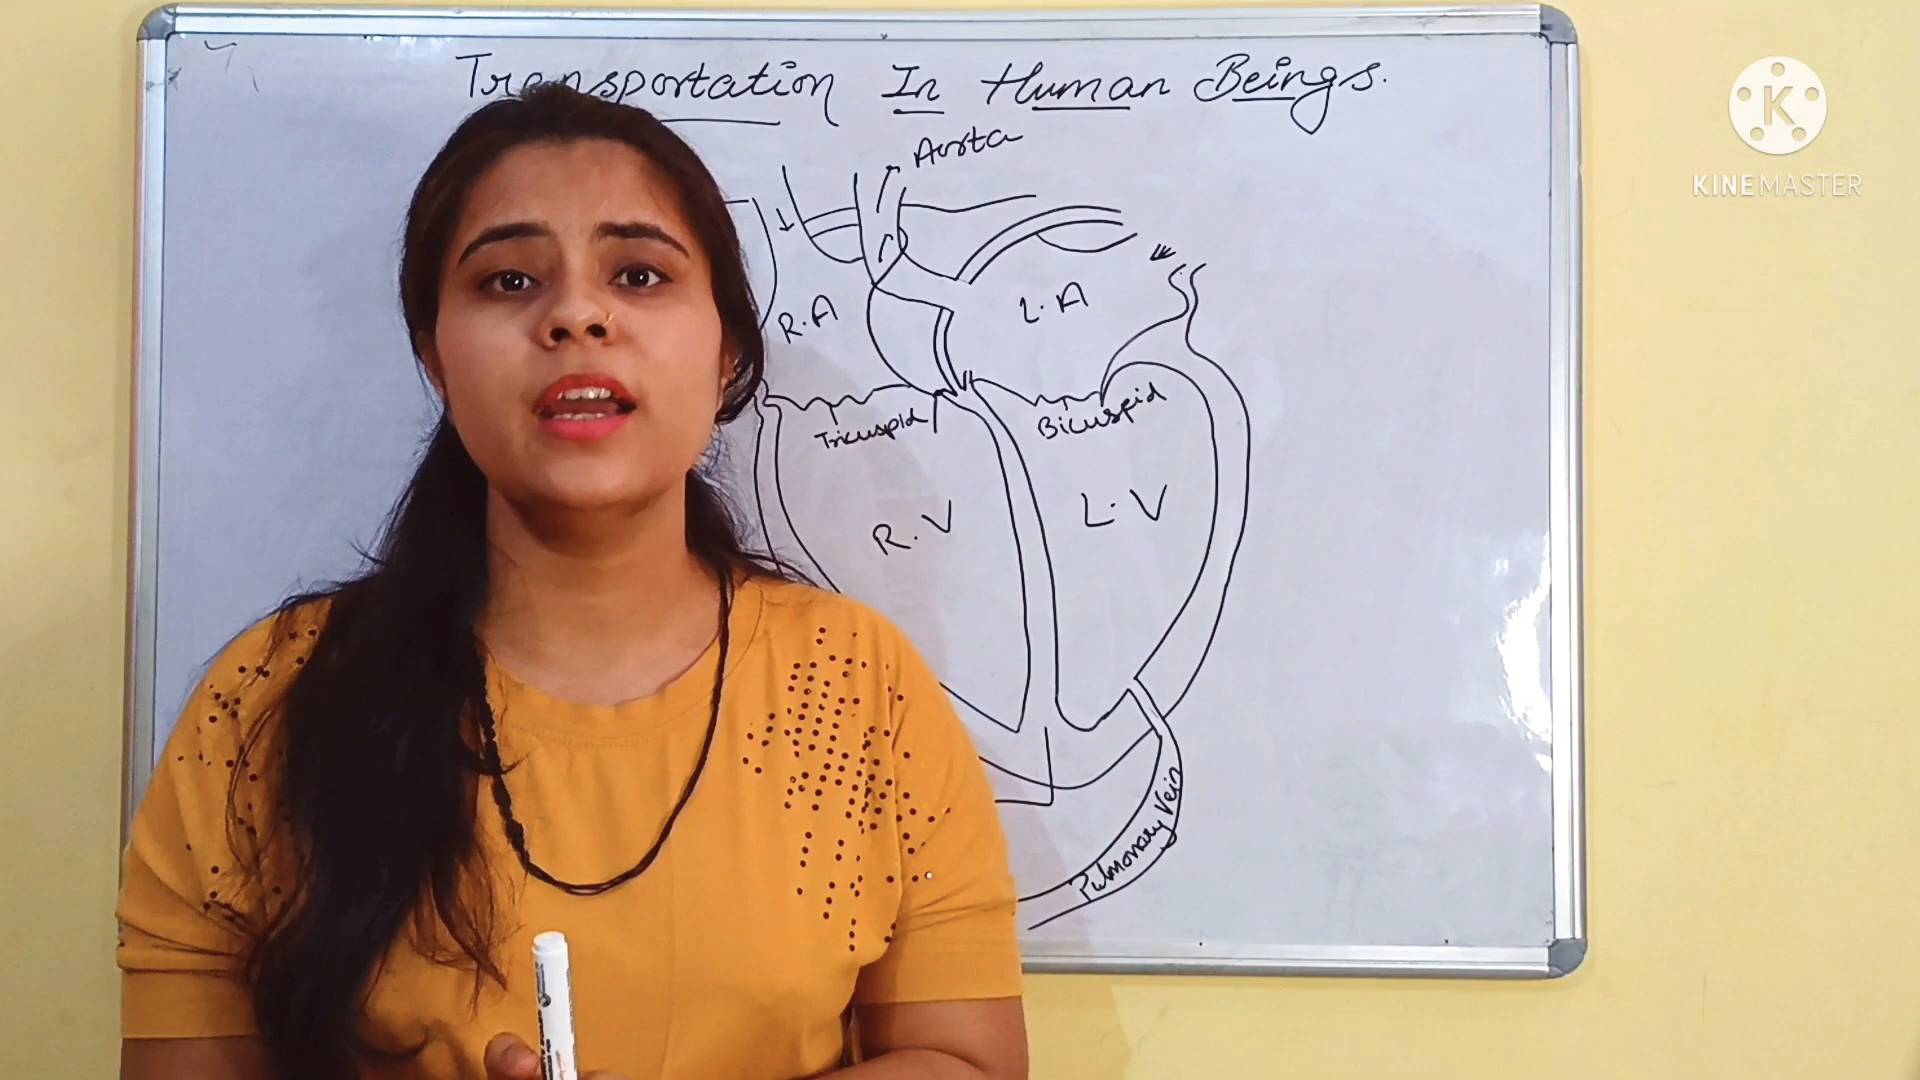 Transportation In Human Beings.
Aorta
KINEMASTER
R.A
L.A
Tricuspid
Bicuspid
R.V
L.V
Pulmonary Vein